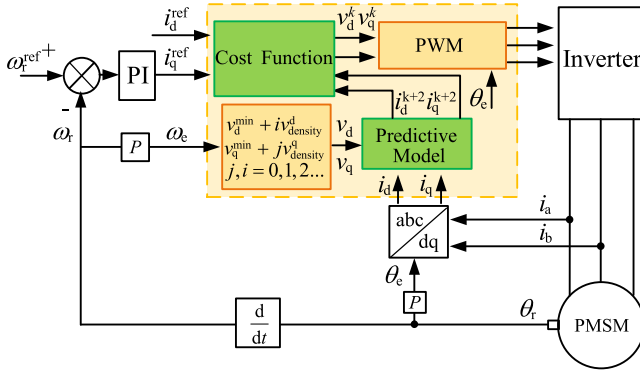 i_d^ref
ω_r^ref +
i_q^ref
PI
Cost Function
v_d^k v_q^k
PWM
Inverter
-
ω_r
P
ω_e
v_d^min + iv_density^d
v_q^min + jv_density^q
j, i = 0,1,2...
v_d
v_q
i_d^k+2 i_q^k+2
θ_e
Predictive
Model
i_d
i_q
abc
dq
i_a
i_b
θ_e
P
d
dt
θ_r
PMSM